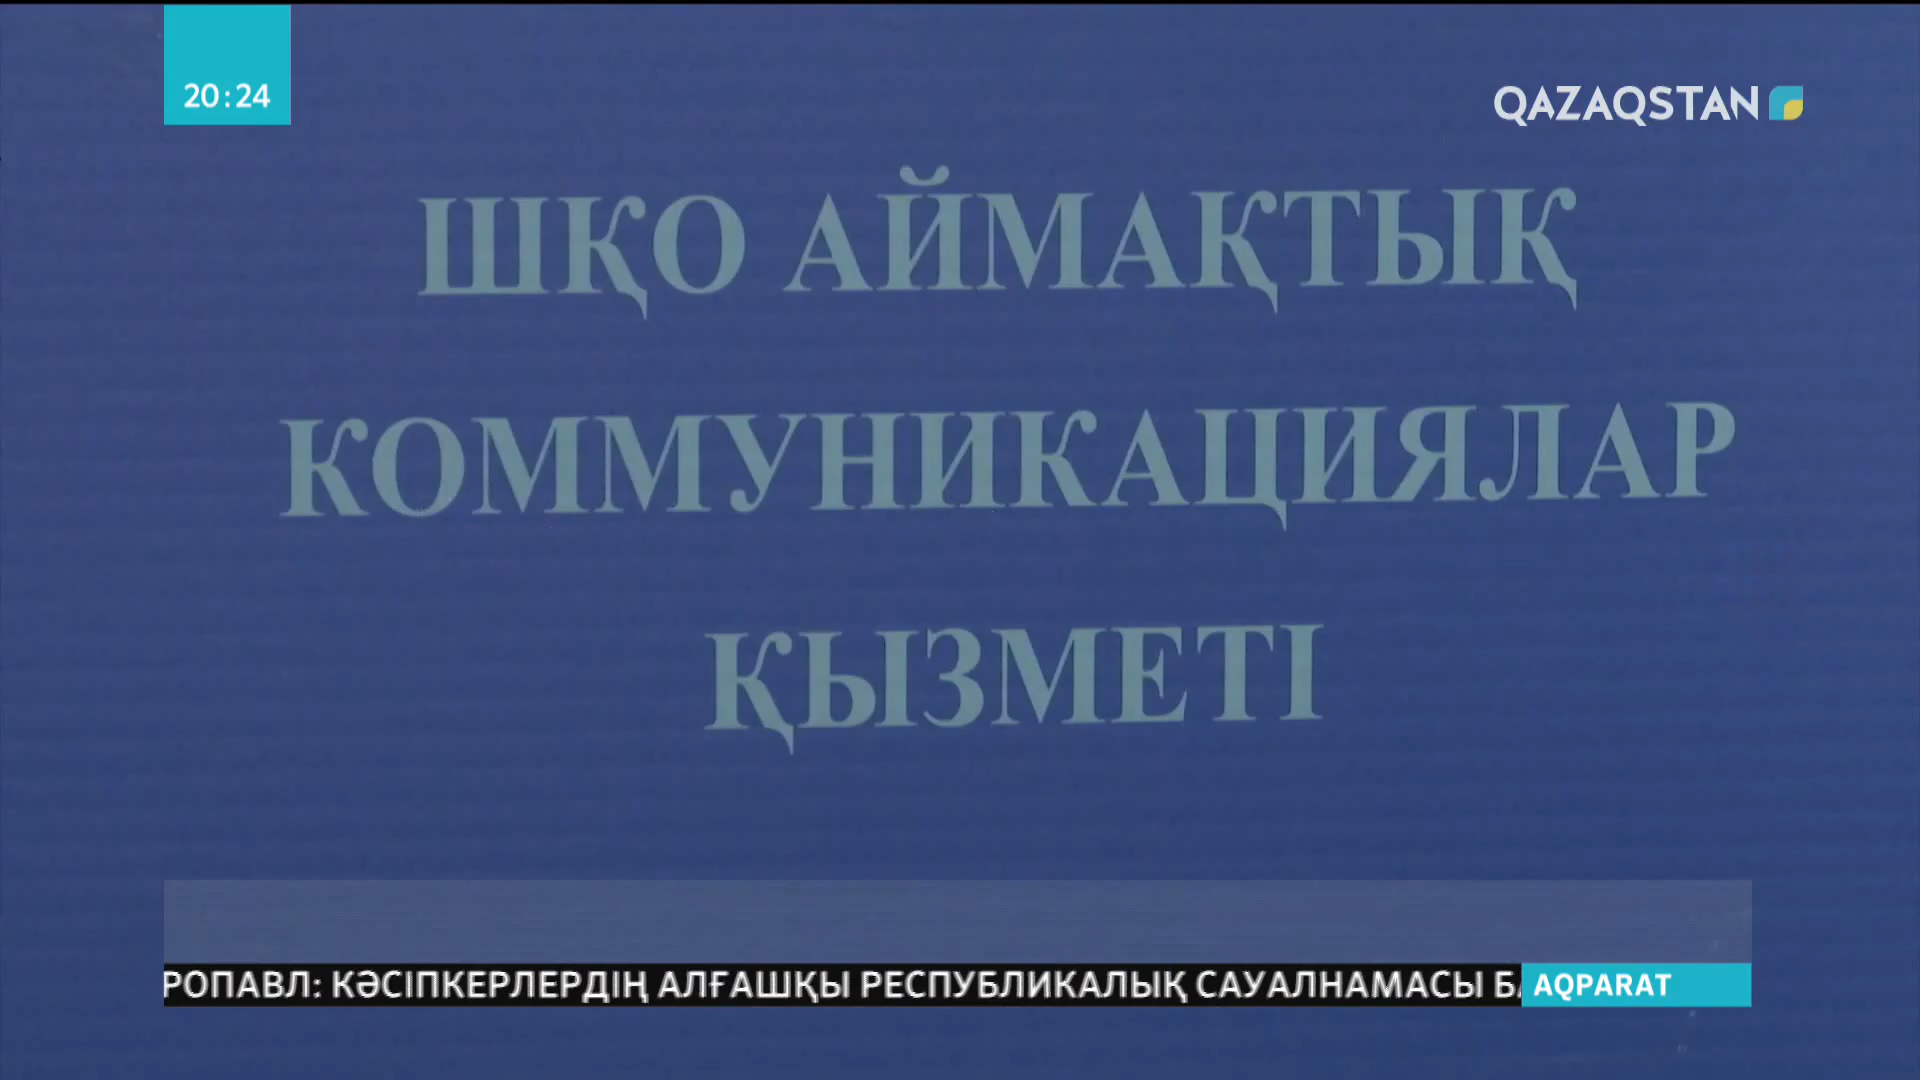 20:24
QAZAQSTAN
ШҚО АЙМАҚТЫҚ
КОММУНИКАЦИЯЛАР
ҚЫЗМЕТІ
РОПАВЛ: КӘСІПКЕРЛЕРДІҢ АЛҒАШҚЫ РЕСПУБЛИКАЛЫҚ САУАЛНАМАСЫ
AQPARAT